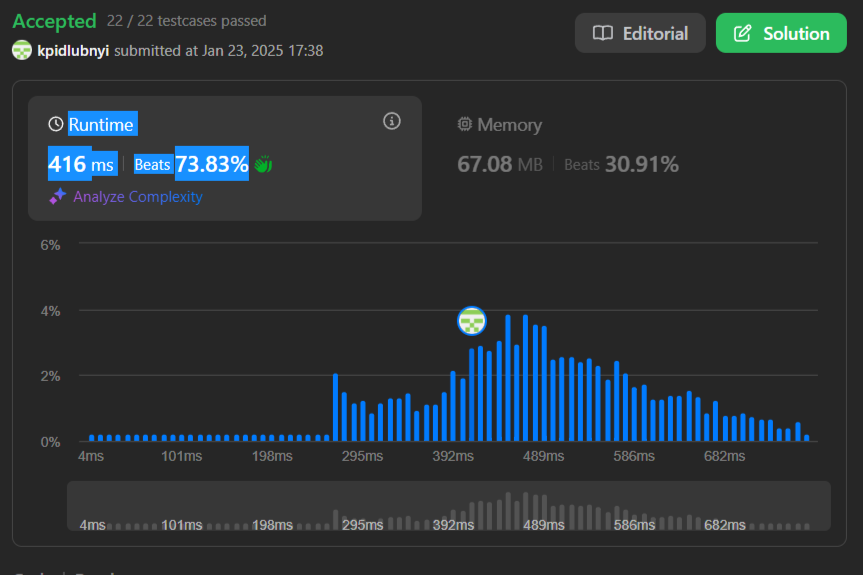 Accepted 22 / 22 testcases passed
kpidlubnyi submitted at Jan 23, 2025 17:38
Editorial
Solution
Runtime
416 ms Beats 73.83%
Analyze Complexity
Memory
67.08 MB Beats 30.91%
6%
4%
2%
0%
4ms 101ms 198ms 295ms 392ms 489ms 586ms 682ms
4ms 101ms 198ms 295ms 392ms 489ms 586ms 682ms